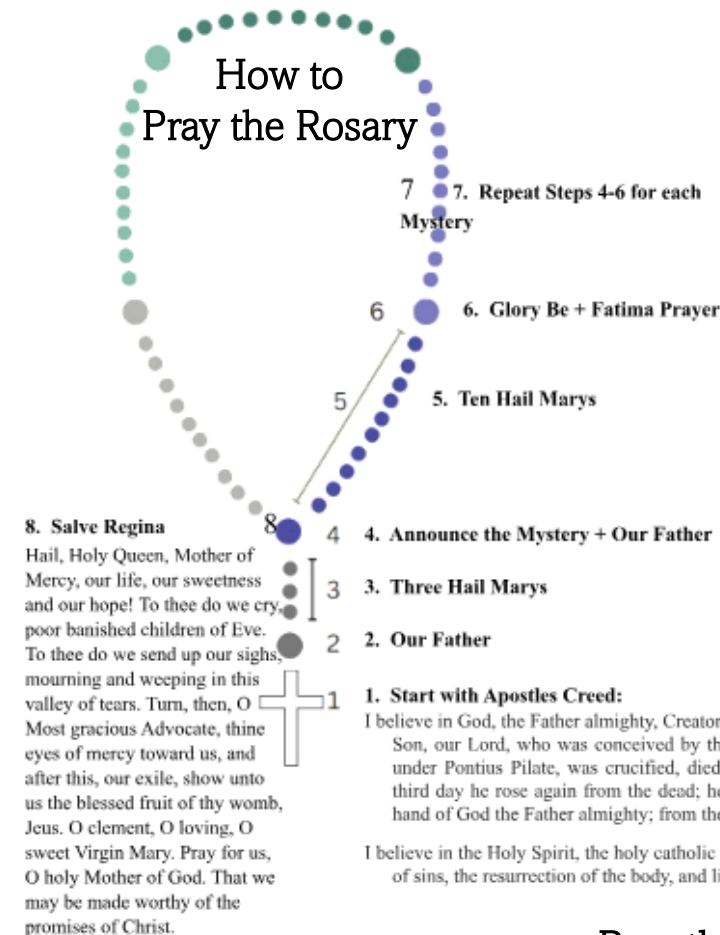 How to
Pray the Rosary
7
7. Repeat Steps 4-6 for each
Mystery
6
6. Glory Be + Fatima Prayer
5
5. Ten Hail Marys
8
4
4. Announce the Mystery + Our Father
3
3. Three Hail Marys
2
2. Our Father
1
1. Start with Apostles Creed:
I believe in God, the Father almighty, Creator
Son, our Lord, who was conceived by th
under Pontius Pilate, was crucified, died
third day he rose again from the dead; he
hand of God the Father almighty; from the
I believe in the Holy Spirit, the holy catholic
of sins, the resurrection of the body, and li
8. Salve Regina
Hail, Holy Queen, Mother of
Mercy, our life, our sweetness
and our hope! To thee do we cry,
poor banished children of Eve.
To thee do we send up our sighs,
mourning and weeping in this
valley of tears. Turn, then, O
Most gracious Advocate, thine
eyes of mercy toward us, and
after this, our exile, show unto
us the blessed fruit of thy womb,
Jeus. O clement, O loving, O
sweet Virgin Mary. Pray for us,
O holy Mother of God. That we
may be made worthy of the
promises of Christ.